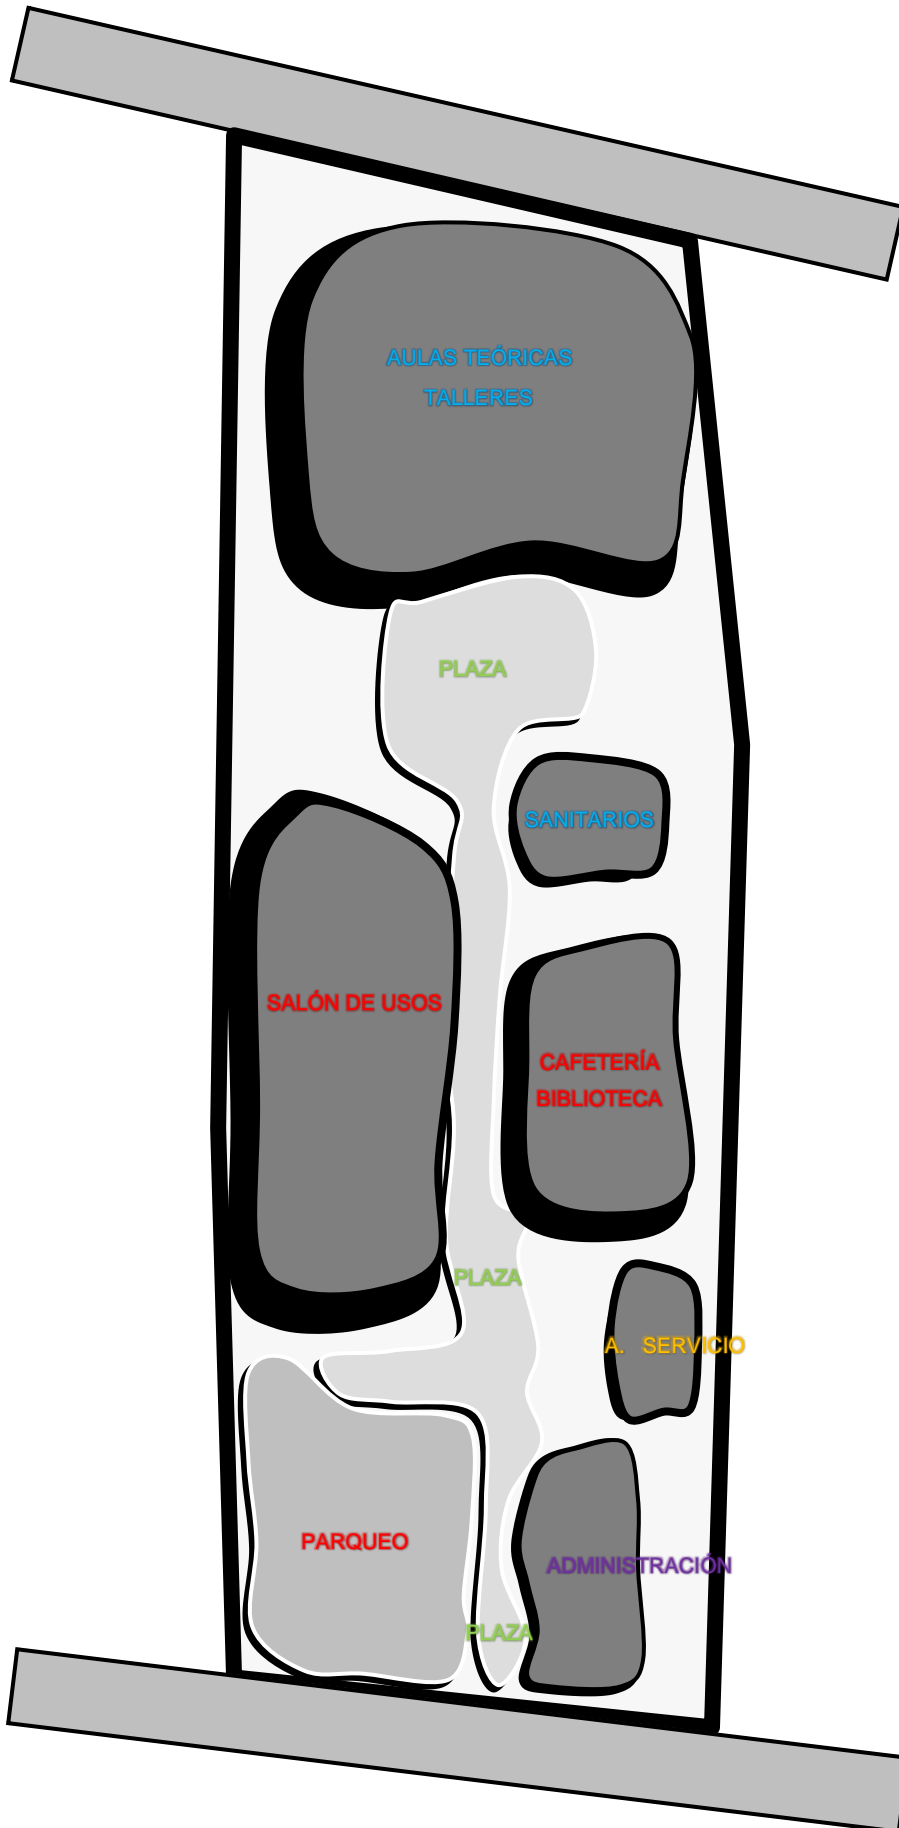 AULAS TEÓRICAS
TALLERES
PLAZA
SANITARIOS
SALÓN DE USOS
CAFETERÍA
BIBLIOTECA
PLAZA
A. SERVICIO
PARQUEO
ADMINISTRACIÓN
PLAZA